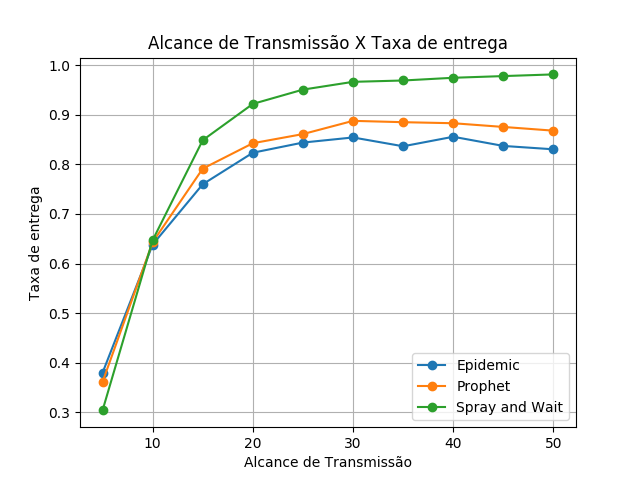 Alcance de Transmissão X Taxa de entrega
1.0
0.9
0.8
0.7
0.6
0.5
0.4
0.3
Taxa de entrega
Epidemic
Prophet
Spray and Wait
10 20 30 40 50
Alcance de Transmissão